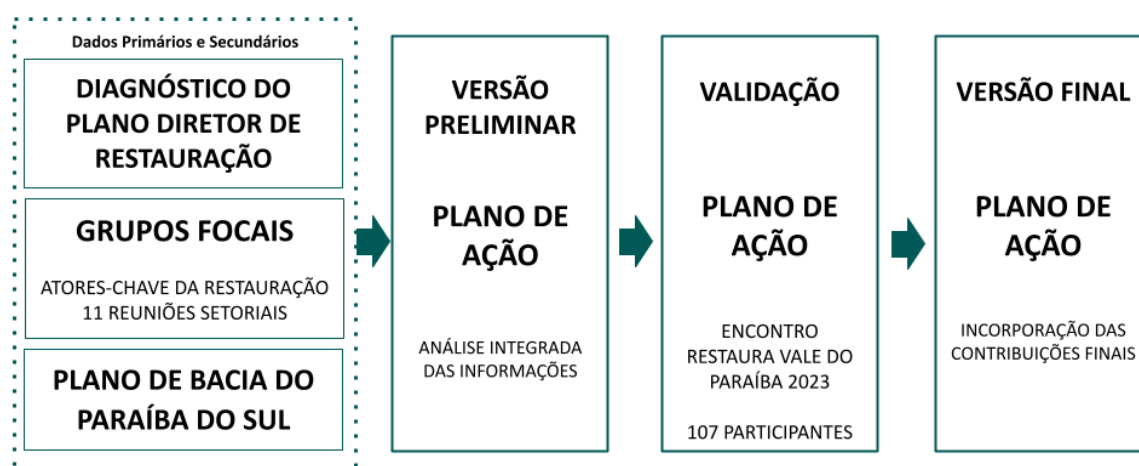 Dados Primários e Secundários
DIAGNÓSTICO DO
PLANO DIRETOR DE
RESTAURAÇÃO
GRUPOS FOCAIS
ATORES-CHAVE DA RESTAURAÇÃO
11 REUNIÕES SETORIAIS
PLANO DE BACIA DO
PARAÍBA DO SUL
VERSÃO
PRELIMINAR
PLANO DE
AÇÃO
ANÁLISE INTEGRADA
DAS INFORMAÇÕES
VALIDAÇÃO
PLANO DE
AÇÃO
ENCONTRO
RESTAURA VALE DO
PARAÍBA 2023
107 PARTICIPANTES
VERSÃO FINAL
PLANO DE
AÇÃO
INCORPORAÇÃO DAS
CONTRIBUIÇÕES FINAIS